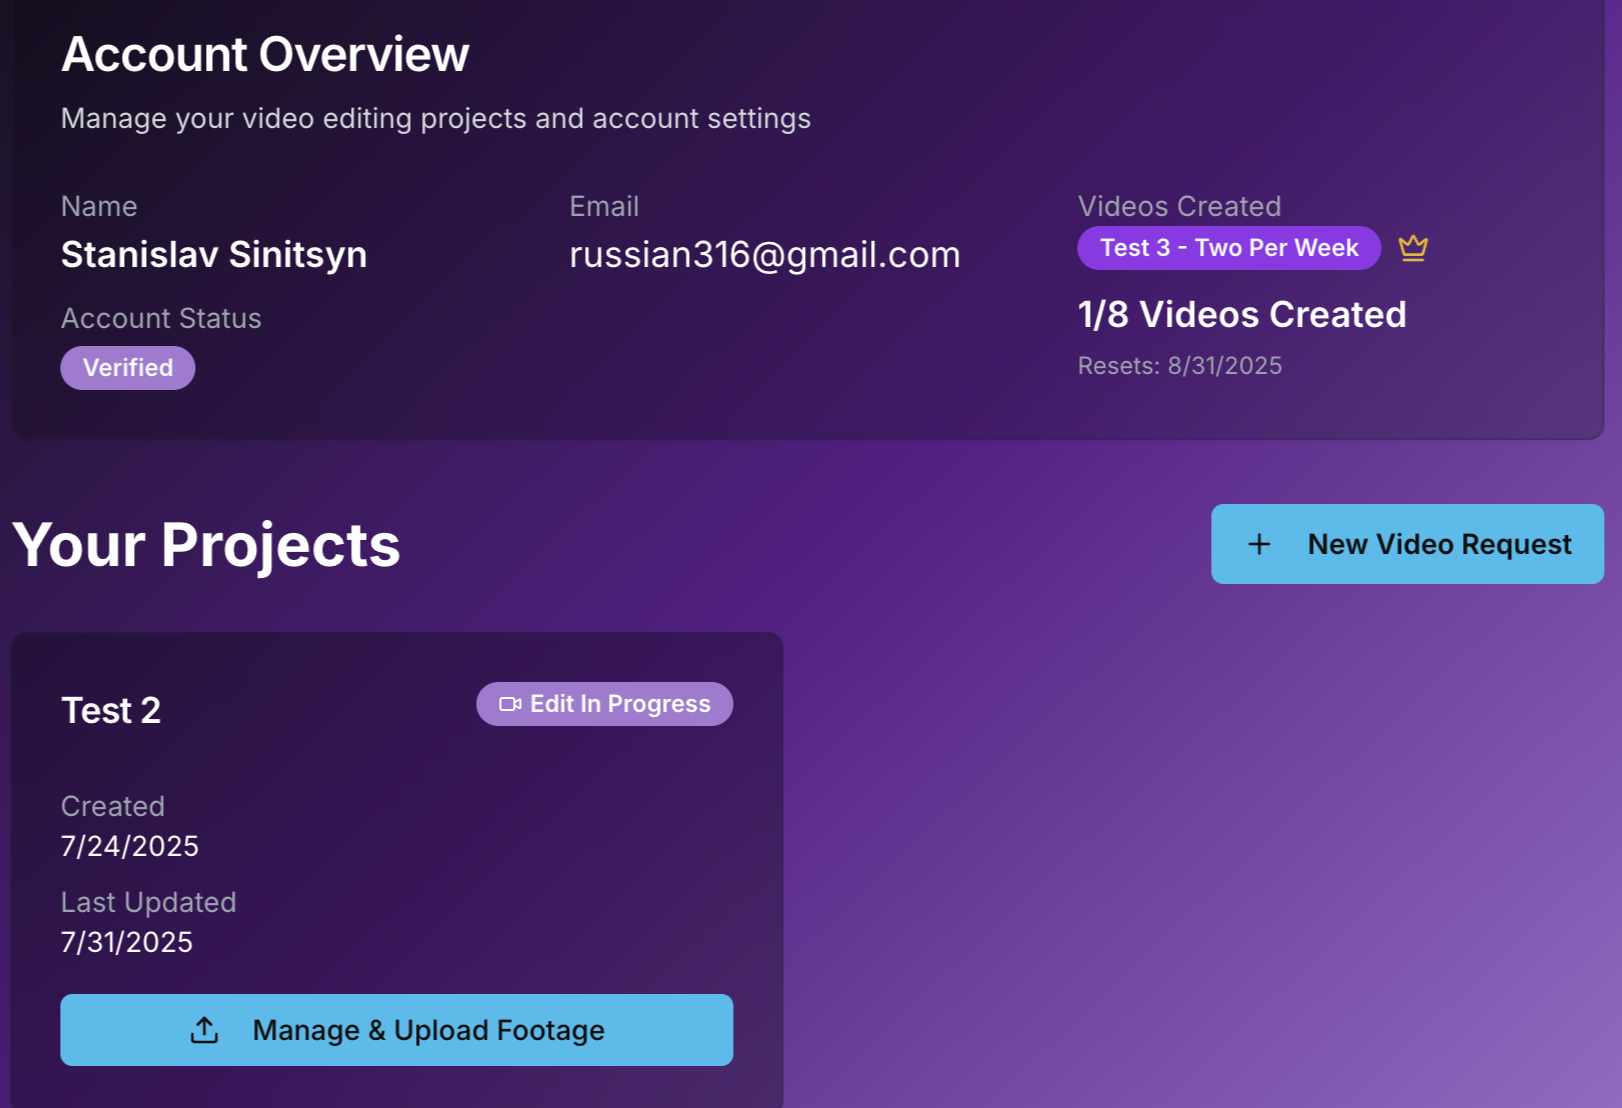 Account Overview
Manage your video editing projects and account settings
Name
Stanislav Sinitsyn
Account Status
Verified
Email
russian316@gmail.com
Videos Created
Test 3 - Two Per Week
1/8 Videos Created
Resets: 8/31/2025
Your Projects
+ New Video Request
Test 2
Edit In Progress
Created
7/24/2025
Last Updated
7/31/2025
Manage & Upload Footage